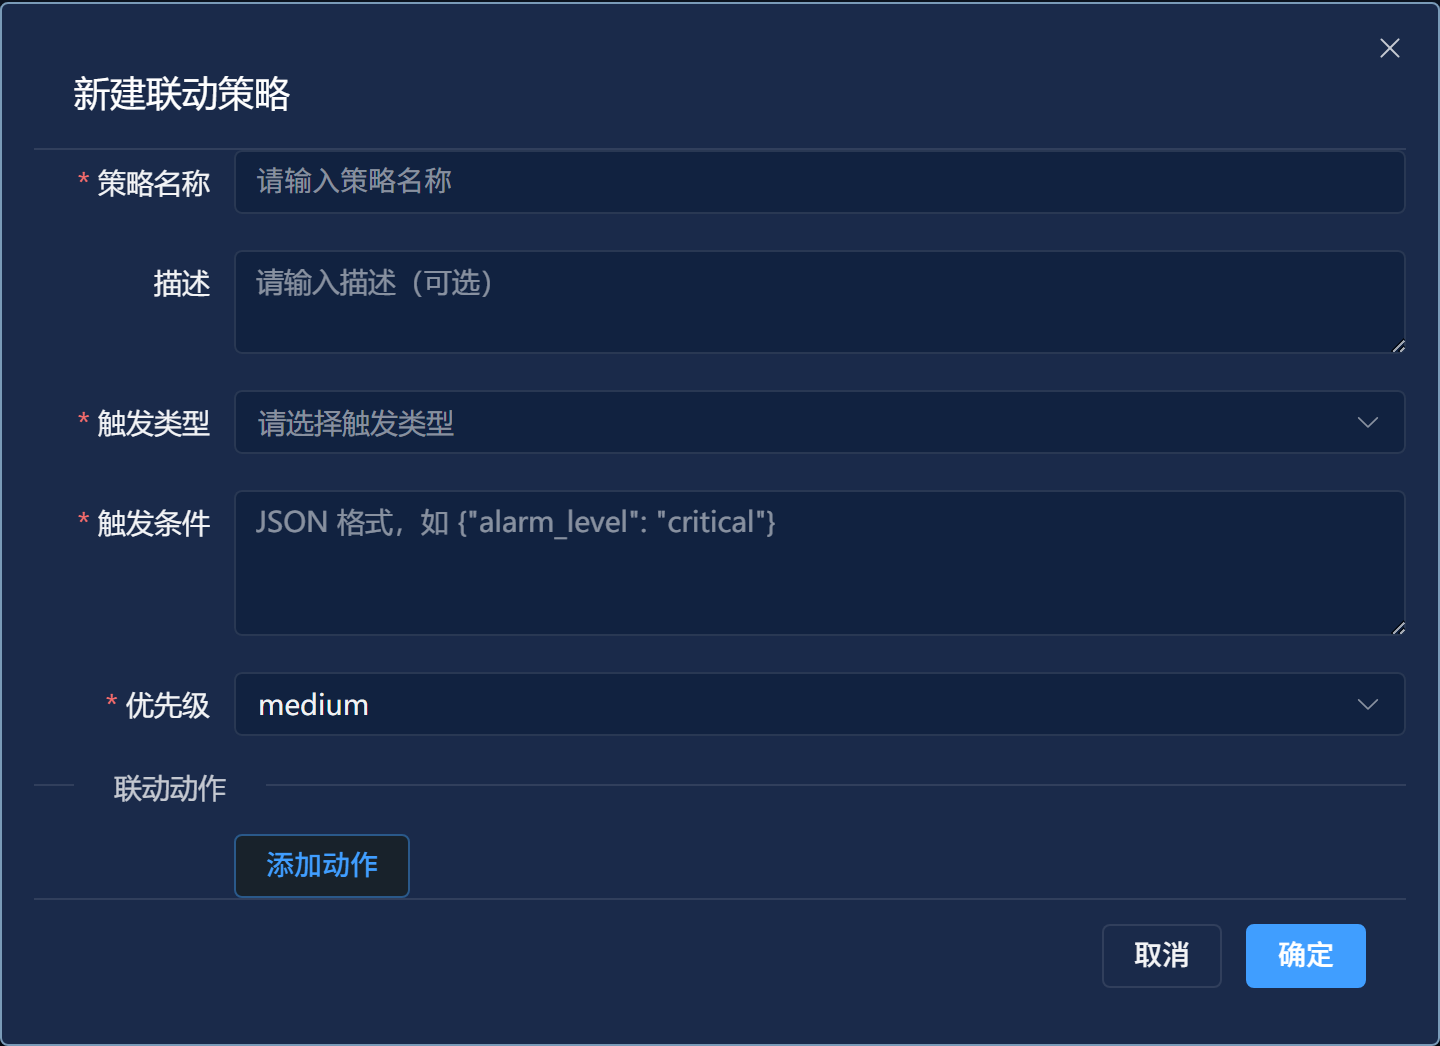 新建联动策略
* 策略名称 请输入策略名称
描述 请输入描述（可选）
* 触发类型 请选择触发类型
* 触发条件 JSON 格式，如 {"alarm_level": "critical"}
* 优先级 medium
联动动作
添加动作
取消 确定